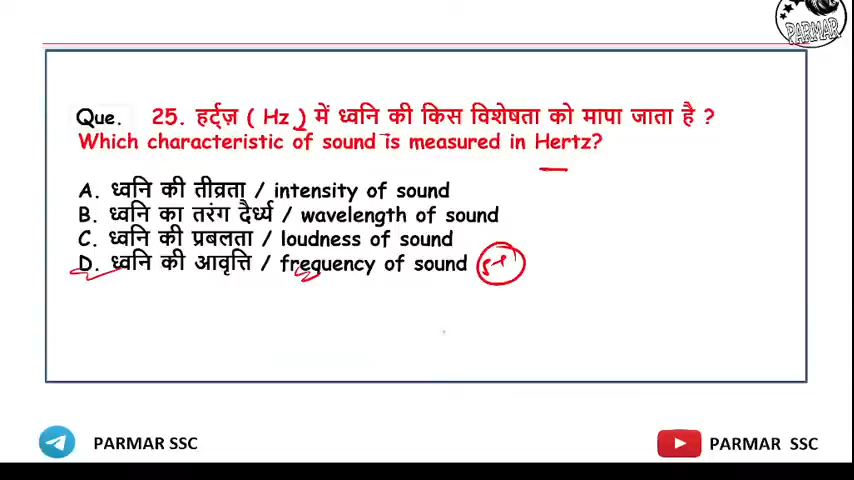 PARMAR
Que. 25. हर्ट्ज़ ( Hz ) में ध्वनि की किस विशेषता को मापा जाता है ?
Which characteristic of sound is measured in Hertz?
A. ध्वनि की तीव्रता / intensity of sound
B. ध्वनि का तरंग दैर्ध्य / wavelength of sound
C. ध्वनि की प्रबलता / loudness of sound
D. ध्वनि की आवृत्ति / frequency of sound
PARMAR SSC
PARMAR SSC